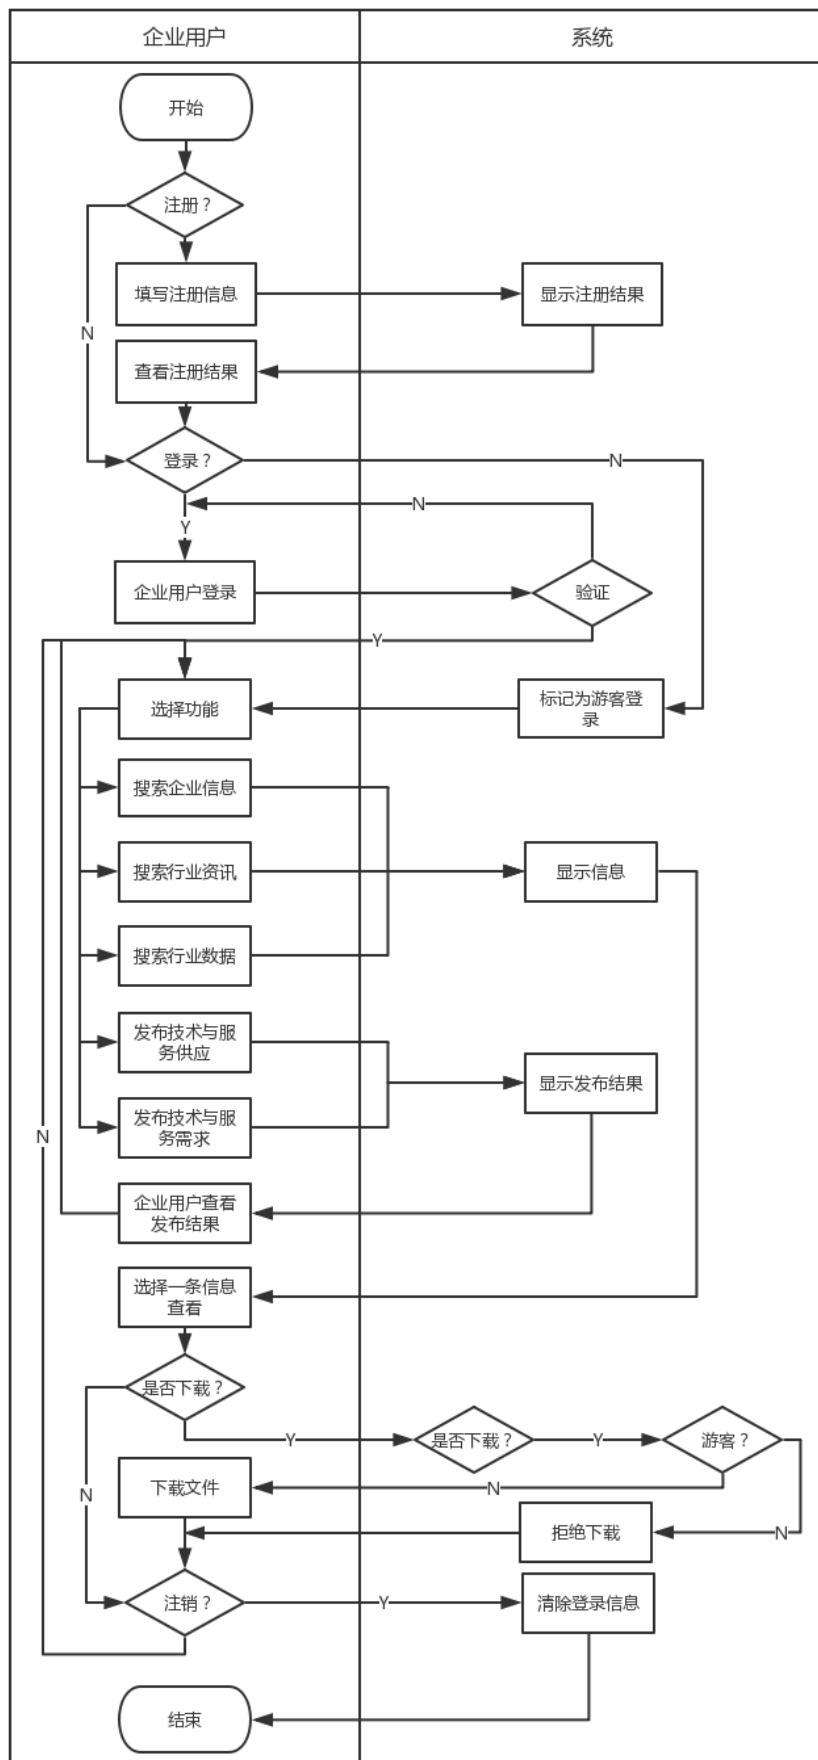 企业用户
系统
开始
注册？
填写注册信息
显示注册结果
N
查看注册结果
登录？
N
N
Y
企业用户登录
验证
Y
选择功能
标记为游客登
录
搜索企业信息
搜索行业资讯
显示信息
搜索行业数据
发布技术与服
务供应
显示发布结果
发布技术与服
务需求
N
企业用户查看
发布结果
选择一条信息
查看
是否下载？
Y
是否下载？
Y
游客？
下载文件
N
N
拒绝下载
N
注销？
Y
清除登录信息
结束